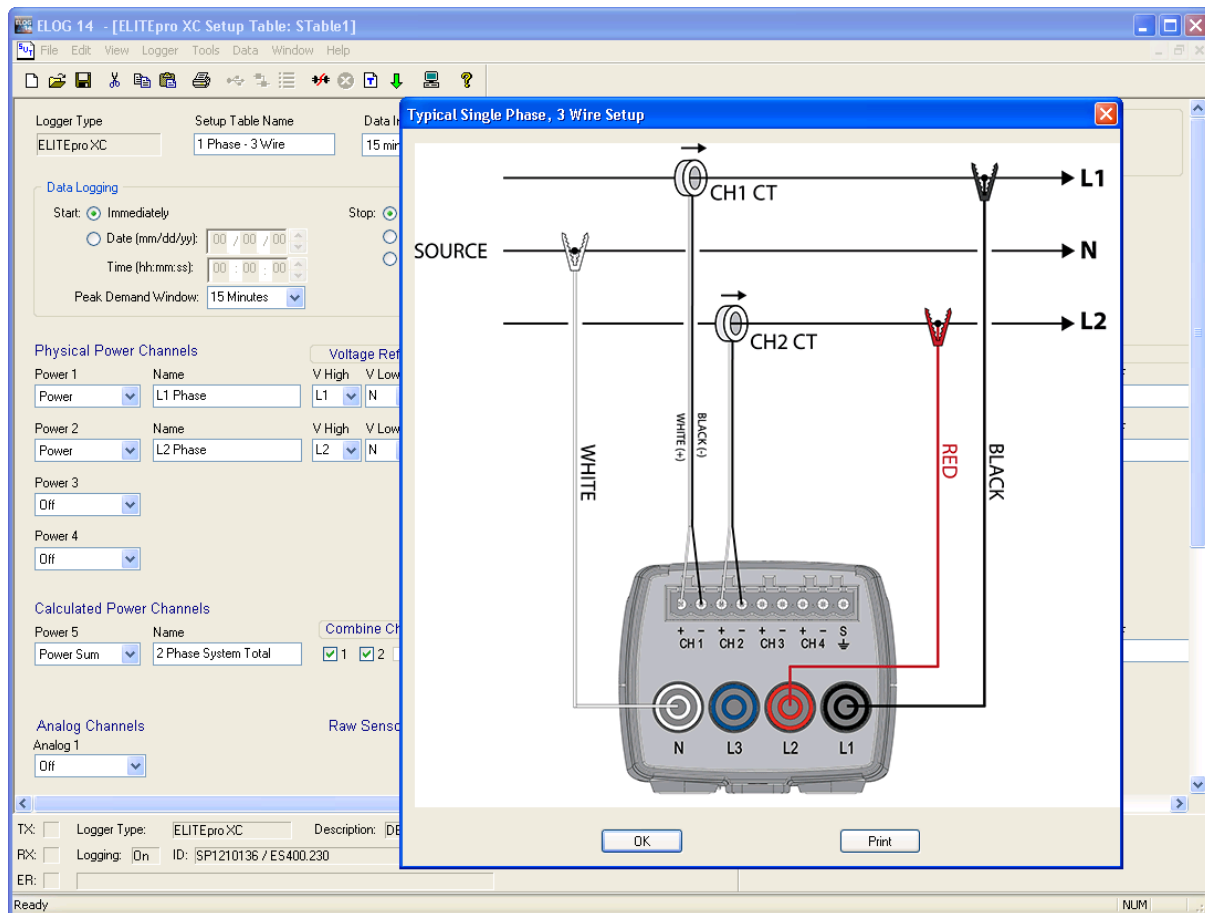 ELOG 14 - [ELITEpro XC Setup Table: STable1]
File Edit View Logger Tools Data Window Help
Logger Type
Setup Table Name
ELITEpro XC
1 Phase - 3 Wire
15 min
Data Logging
Start: Immediately
Stop:
Date (mm/dd/yy): 00 / 00 / 00
Time (hh:mm:ss): 00 : 00 : 00
Peak Demand Window: 15 Minutes
Physical Power Channels
Voltage Ref
Power 1 Name V High V Low
Power L1 Phase L1 N
Power 2 Name V High V Low
Power L2 Phase L2 N
Power 3
Off
Power 4
Off
Calculated Power Channels
Power 5 Name Combine Ch
Power Sum 2 Phase System Total 1 2
Analog Channels Raw Senso
Analog 1
Off
TX: Logger Type: ELITEpro XC Description: DE
RX: Logging: On ID: SP1210136 / ES400.230
ER:
Ready
NUM
Typical Single Phase, 3 Wire Setup
CH1 CT
L1
SOURCE
N
CH2 CT
L2
WHITE
WHITE (+)
BLACK (-)
RED
BLACK
+ - + - + - + - S
CH 1 CH 2 CH 3 CH 4
N L3 L2 L1
OK Print